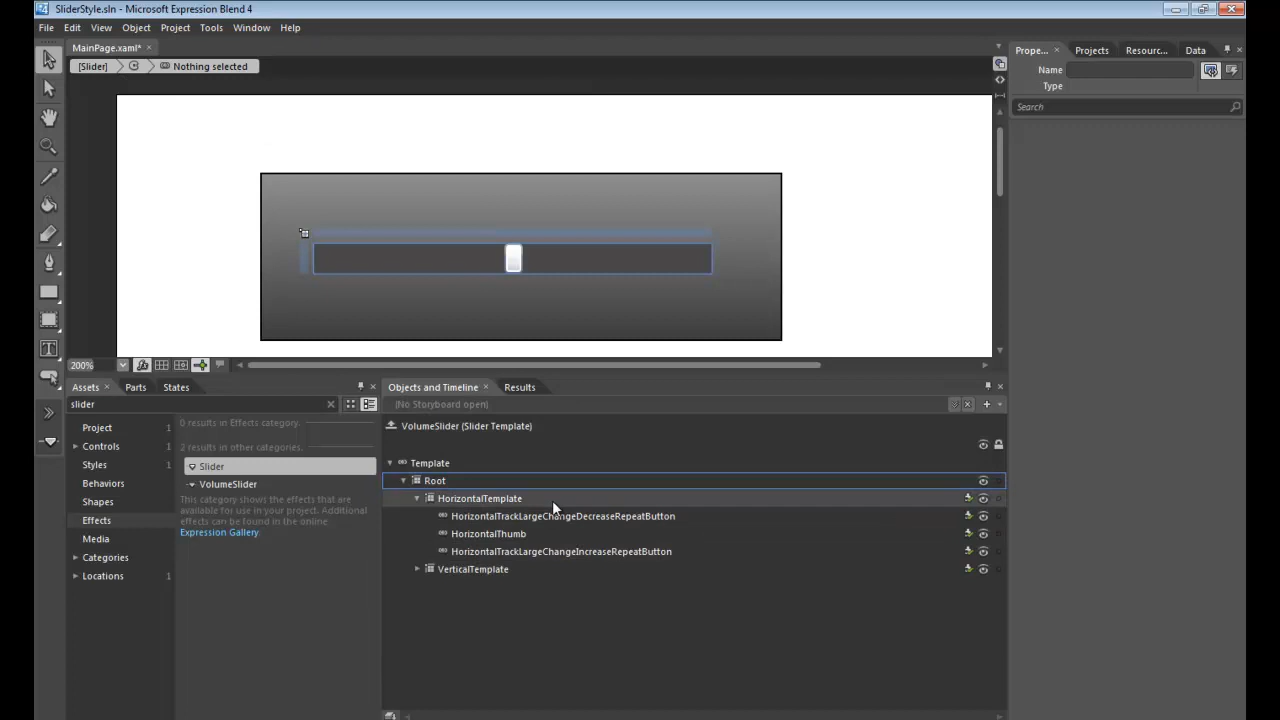 SliderStyle.sln - Microsoft Expression Blend 4
File Edit View Object Project Tools Window Help
MainPage.xaml*
[Slider] Nothing selected
Prope... Projects Resourc... Data
Name
Type
Search
200%
Assets Parts States
slider
Project 1
Controls 1
Styles 1
Behaviors
Shapes
Effects
Media
Categories
Locations 1
0 results in Effects category.
2 results in other categories.
Slider
VolumeSlider
This category shows the effects that are
available for use in your project. Additional
effects can be found in the online
Expression Gallery
Objects and Timeline Results
(No Storyboard open)
VolumeSlider (Slider Template)
Template
Root
HorizontalTemplate
HorizontalTrackLargeChangeDecreaseRepeatButton
HorizontalThumb
HorizontalTrackLargeChangeIncreaseRepeatButton
VerticalTemplate